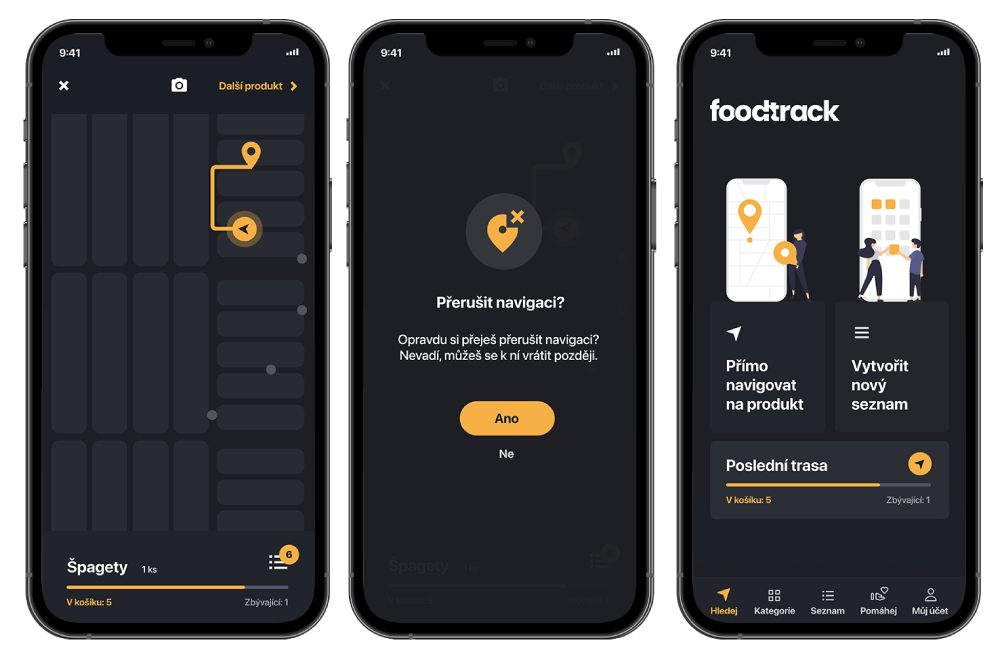 9:41
Další produkt
Špagety 1 ks
6
V košíku: 5 Zbývající: 1
9:41
Přerušit navigaci?
Opravdu si přeješ přerušit navigaci?
Nevadí, můžeš se k ní vrátit později.
Ano
Ne
Špagety
9:41
foodtrack
Přímo
navigovat
na produkt
Vytvořit
nový
seznam
Poslední trasa
V košíku: 5 Zbývající: 1
Hledej Kategorie Seznam Pomáhej Můj účet